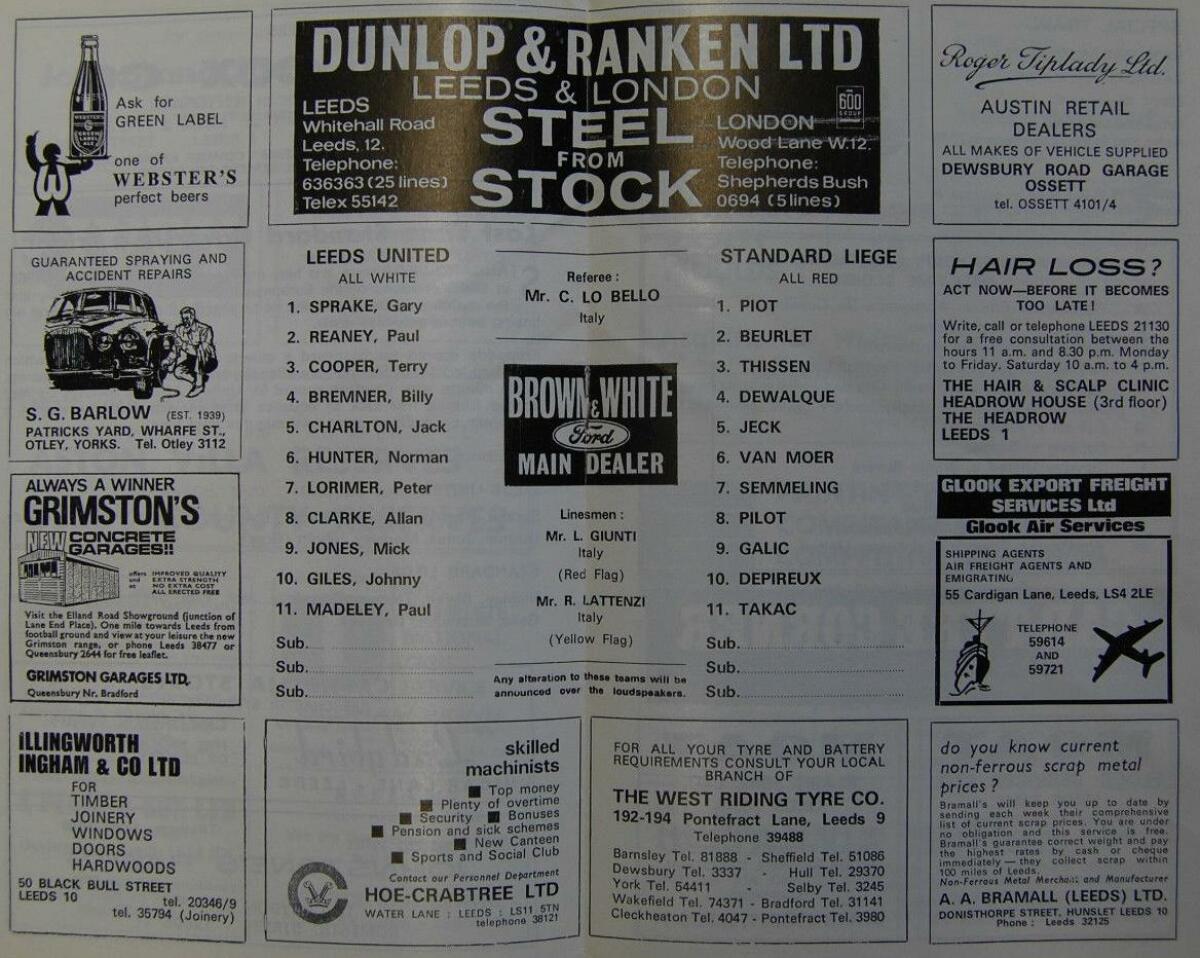 Ask for
GREEN LABEL
one of
WEBSTER'S
perfect beers
DUNLOP & RANKEN LTD
LEEDS & LONDON
STEEL
FROM
STOCK
LEEDS
Whitehall Road
Leeds, 12.
Telephone:
636363 (25 lines)
Telex 55142
600
GROUP
LONDON
Wood Lane W.12.
Telephone:
Shepherds Bush
0694 (5 lines)
Roger Tiplady Ltd.
AUSTIN RETAIL
DEALERS
ALL MAKES OF VEHICLE SUPPLIED
DEWSBURY ROAD GARAGE
OSSETT
tel. OSSETT 4101/4
GUARANTEED SPRAYING AND
ACCIDENT REPAIRS
S. G. BARLOW (EST. 1939)
PATRICKS YARD, WHARFE ST.,
OTLEY, YORKS. Tel. Otley 3112
LEEDS UNITED
ALL WHITE
1. SPRAKE, Gary
2. REANEY, Paul
3. COOPER, Terry
4. BREMNER, Billy
5. CHARLTON, Jack
6. HUNTER, Norman
7. LORIMER, Peter
8. CLARKE, Allan
9. JONES, Mick
10. GILES, Johnny
11. MADELEY, Paul
Sub.
Sub.
Sub.
Referee :
Mr. C. LO BELLO
Italy
BROWN & WHITE
Ford
MAIN DEALER
Linesmen :
Mr. L. GIUNTI
Italy
(Red Flag)
Mr. R. LATTENZI
Italy
(Yellow Flag)
Any alteration to these teams will be
announced over the loudspeakers.
STANDARD LIEGE
ALL RED
1. PIOT
2. BEURLET
3. THISSEN
4. DEWALQUE
5. JECK
6. VAN MOER
7. SEMMELING
8. PILOT
9. GALIC
10. DEPIREUX
11. TAKAC
Sub.
Sub.
Sub.
HAIR LOSS?
ACT NOW—BEFORE IT BECOMES
TOO LATE!
Write, call or telephone LEEDS 21130
for a free consultation between the
hours 11 a.m. and 8.30 p.m. Monday
to Friday. Saturday 10 a.m. to 4 p.m.
THE HAIR & SCALP CLINIC
HEADROW HOUSE (3rd floor)
THE HEADROW
LEEDS 1
ALWAYS A WINNER
GRIMSTON'S
NEW CONCRETE
GARAGES!!
offers IMPROVED QUALITY
and EXTRA STRENGTH
at NO EXTRA COST
ALL ERECTED FREE
Visit the Elland Road Showground (junction of
Lane End Place). One mile towards Leeds from
football ground and view at your leisure the new
Grimston range, or phone Leeds 38477 or
Queensbury 2644 for free leaflet.
GRIMSTON GARAGES LTD.
Queensbury Nr. Bradford
GLOOK EXPORT FREIGHT
SERVICES Ltd
Glook Air Services
SHIPPING AGENTS
AIR FREIGHT AGENTS AND
EMIGRATING
55 Cardigan Lane, Leeds, LS4 2LE
TELEPHONE
59614
AND
59721
ILLINGWORTH
INGHAM & CO LTD
FOR
TIMBER
JOINERY
WINDOWS
DOORS
HARDWOODS
50 BLACK BULL STREET
LEEDS 10 tel. 20346/9
tel. 35794 (Joinery)
skilled
machinists
■ Top money
■ Plenty of overtime
■ Security ■ Bonuses
■ Pension and sick schemes
■ New Canteen
■ Sports and Social Club
Contact our Personnel Department
HOE-CRABTREE LTD
WATER LANE : LEEDS : LS11 5TN
telephone 38121
FOR ALL YOUR TYRE AND BATTERY
REQUIREMENTS CONSULT YOUR LOCAL
BRANCH OF
THE WEST RIDING TYRE CO.
192-194 Pontefract Lane, Leeds 9
Telephone 39488
Barnsley Tel. 81888 - Sheffield Tel. 51086
Dewsbury Tel. 3337 - Hull Tel. 29370
York Tel. 54411 - Selby Tel. 3245
Wakefield Tel. 74371 - Bradford Tel. 31141
Cleckheaton Tel. 4047 - Pontefract Tel. 3980
do you know current
non-ferrous scrap metal
prices ?
Bramall's will keep you up to date by
sending each week their comprehensive
list of current scrap prices. You are under
no obligation and this service is free.
Bramall's guarantee correct weight and pay
the highest rates by cash or cheque
immediately — they collect scrap within
100 miles of Leeds.
Non-Ferrous Metal Merchant and Manufacturer
A. A. BRAMALL (LEEDS) LTD.
DONISTHORPE STREET, HUNSLET LEEDS 10
Phone : Leeds 32125